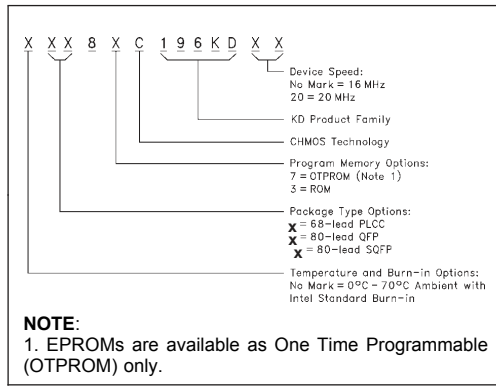 X X X 8 X C 1 9 6 K D X X
Device Speed:
No Mark = 16 MHz
20 = 20 MHz
KD Product Family
CHMOS Technology
Program Memory Options:
7 = OTPROM (Note 1)
3 = ROM
Package Type Options:
x = 68-lead PLCC
x = 80-lead QFP
x = 80-lead SQFP
Temperature and Burn-in Options:
No Mark = 0°C - 70°C Ambient with
Intel Standard Burn-in
NOTE:
1. EPROMs are available as One Time Programmable
(OTPROM) only.